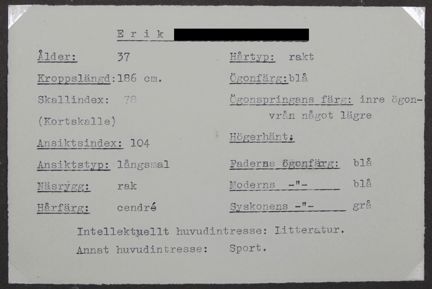 Erik
Ålder: 37 Hårtyp: rakt
Kroppslängd: 186 cm. Ögonfärg: blå
Skallindex: 78 Ögonspringans färg: inre ögon-
(Kortskalle) vrån något lägre
Ansiktsindex: 104 Högerhänt:
Ansiktstyp: långsmal Faderns ögonfärg: blå
Näsrygg: rak Moderns -"- blå
Hårfärg: cendré Syskonens -"- grå
Intellektuellt huvudintresse: Litteratur.
Annat huvudintresse: Sport.